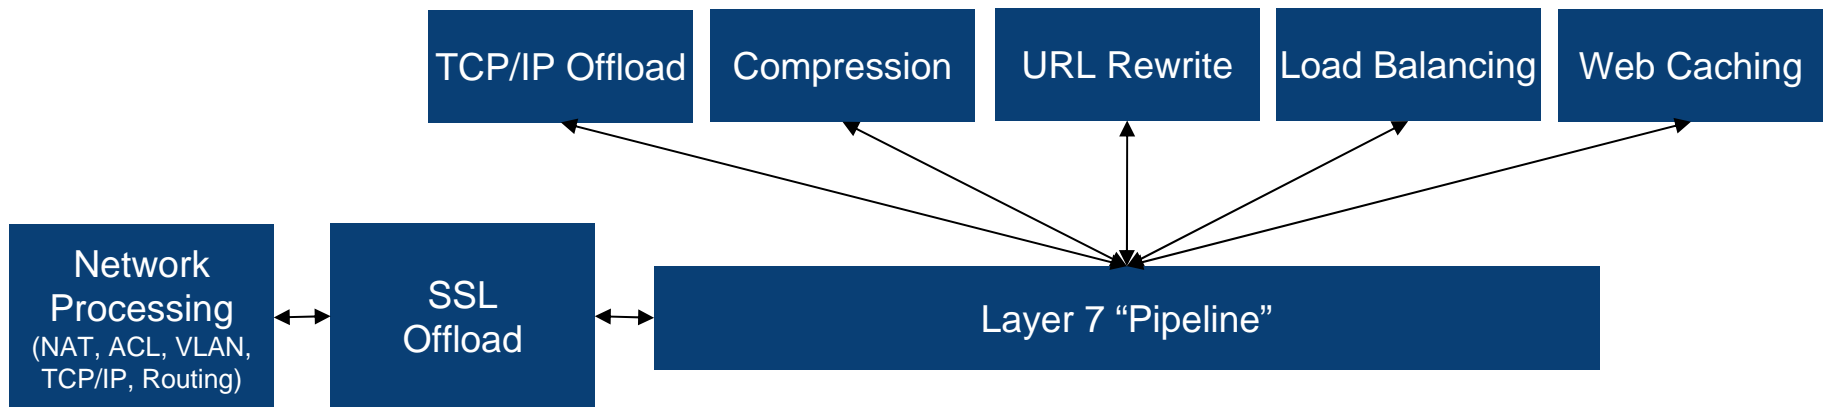 TCP/IP Offload
Compression
URL Rewrite
Load Balancing
Web Caching
Network
Processing
(NAT, ACL, VLAN,
TCP/IP, Routing)
SSL
Offload
Layer 7 “Pipeline”